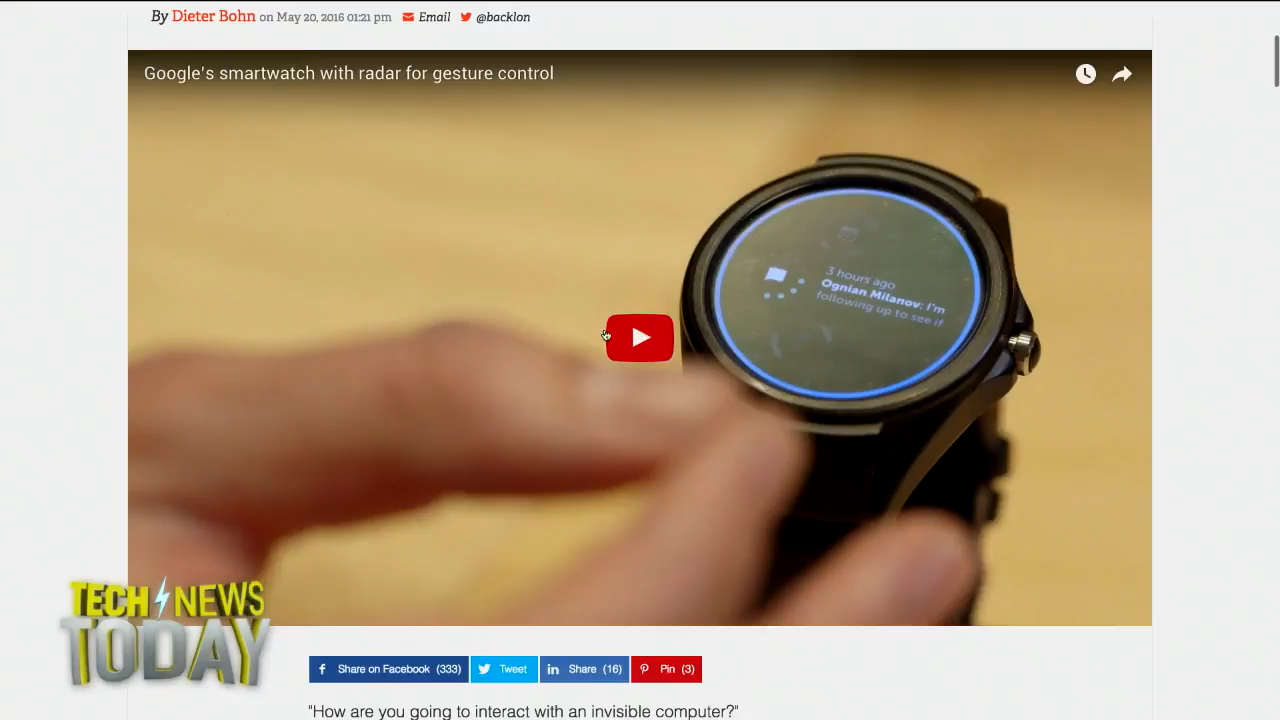 By Dieter Bohn on May 20, 2016 01:21 pm Email @backlon
Google's smartwatch with radar for gesture control
3 hours ago
Ognian Milanov: I'm
following up to see if
TECH NEWS
TODAY
Share on Facebook (333) Tweet Share (16) Pin (3)
"How are you going to interact with an invisible computer?"